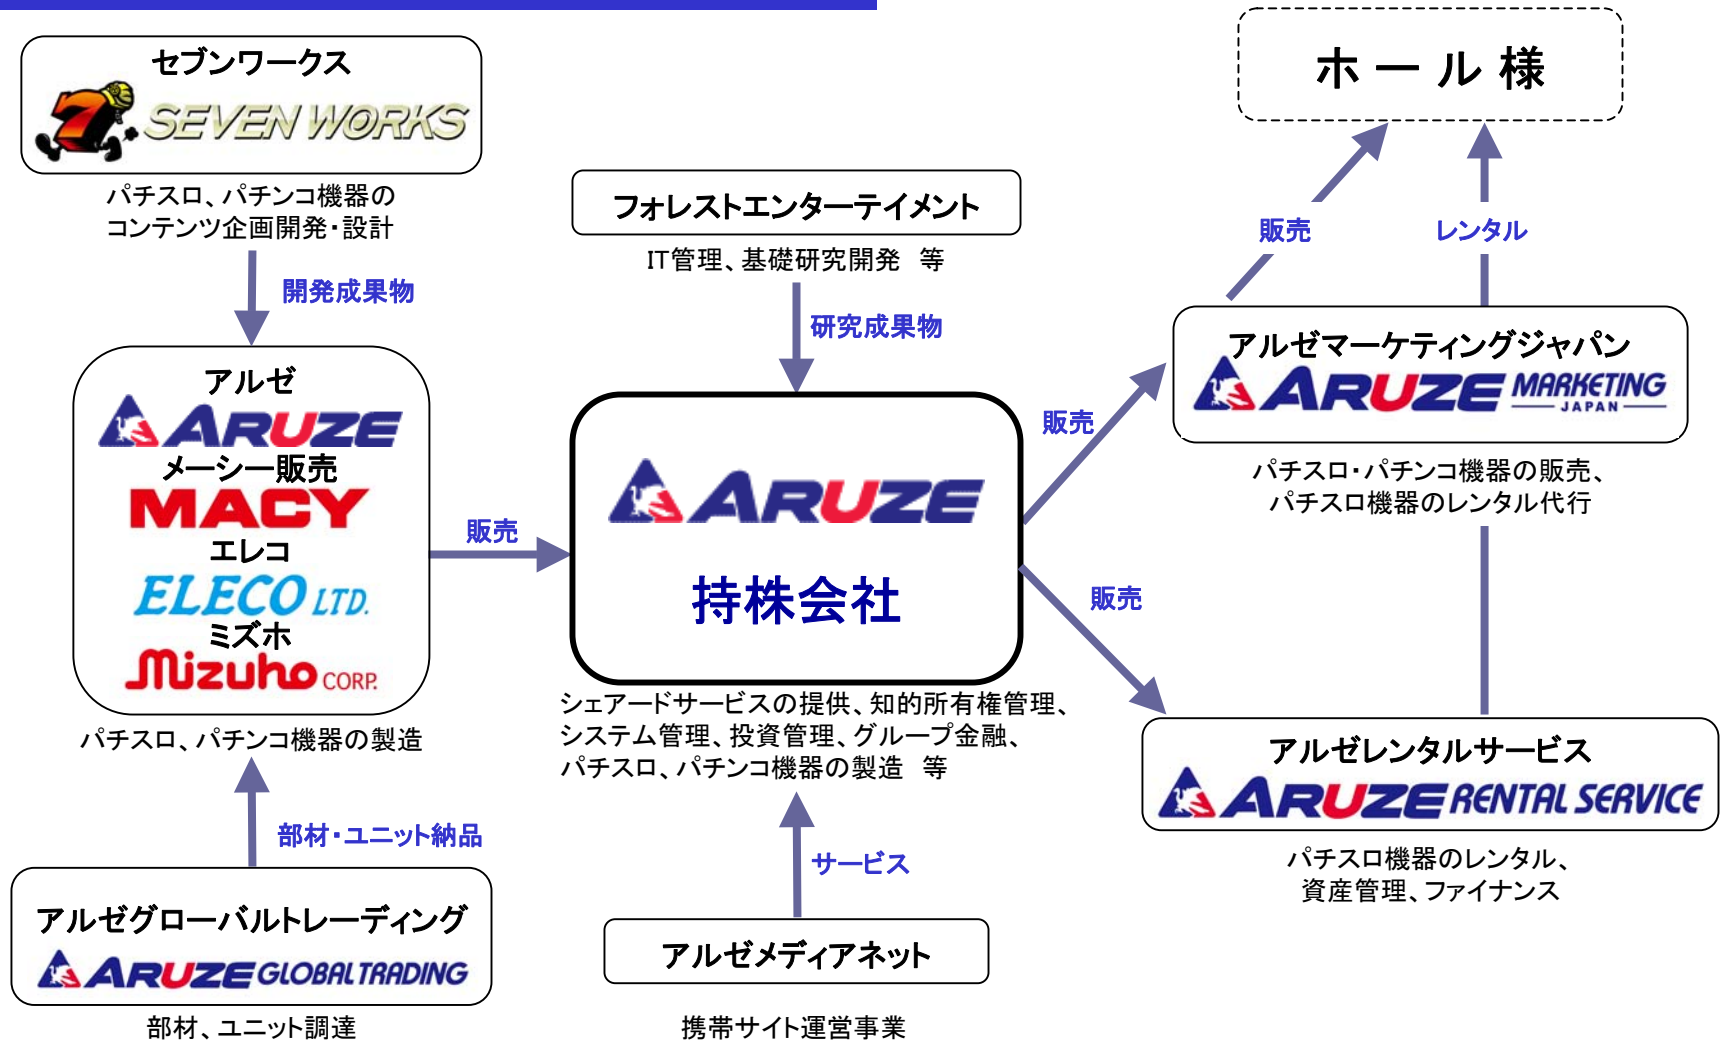 セブンワークス
7 SEVEN WORKS
パチスロ、パチンコ機器の
コンテンツ企画開発・設計
開発成果物
アルゼ
ARUZE
メーシー販売
MACY
エレコ
ELECO LTD.
ミズホ
mizuho CORP.
パチスロ、パチンコ機器の製造
部材・ユニット納品
アルゼグローバルトレーディング
ARUZE GLOBAL TRADING
部材、ユニット調達
販売
フォレストエンターテイメント
IT管理、基礎研究開発 等
研究成果物
ARUZE
持株会社
シェアードサービスの提供、知的所有権管理、
システム管理、投資管理、グループ金融、
パチスロ、パチンコ機器の製造 等
サービス
アルゼメディアネット
携帯サイト運営事業
販売
販売
ホール様
販売
レンタル
アルゼマーケティングジャパン
ARUZE MARKETING
JAPAN
パチスロ・パチンコ機器の販売、
パチスロ機器のレンタル代行
アルゼレンタルサービス
ARUZE RENTAL SERVICE
パチスロ機器のレンタル、
資産管理、ファイナンス